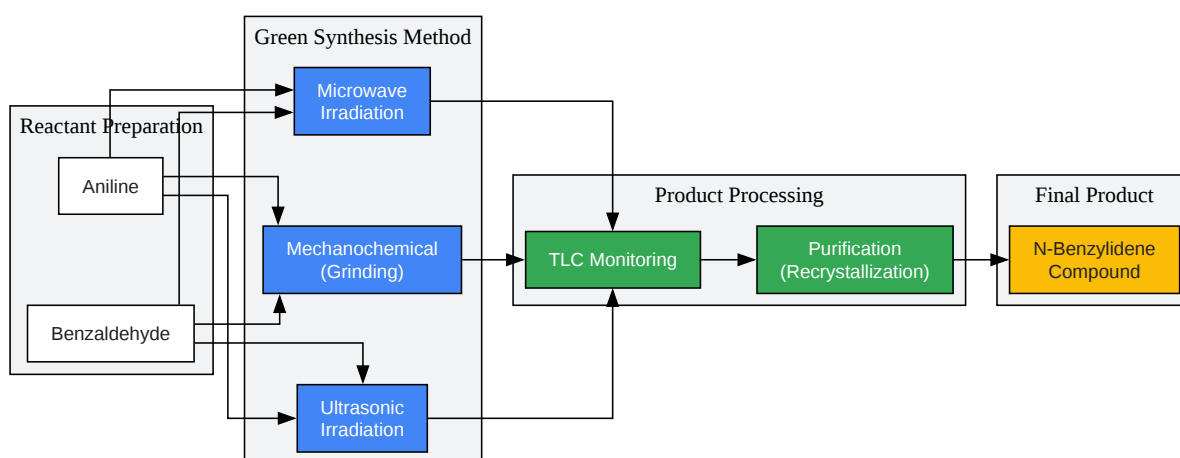 Green Synthesis Method
Microwave
Irradiation
Reactant Preparation
Aniline
Benzaldehyde
Mechanochemical
(Grinding)
Ultrasonic
Irradiation
Product Processing
TLC Monitoring
Purification
(Recrystallization)
Final Product
N-Benzylidene
Compound